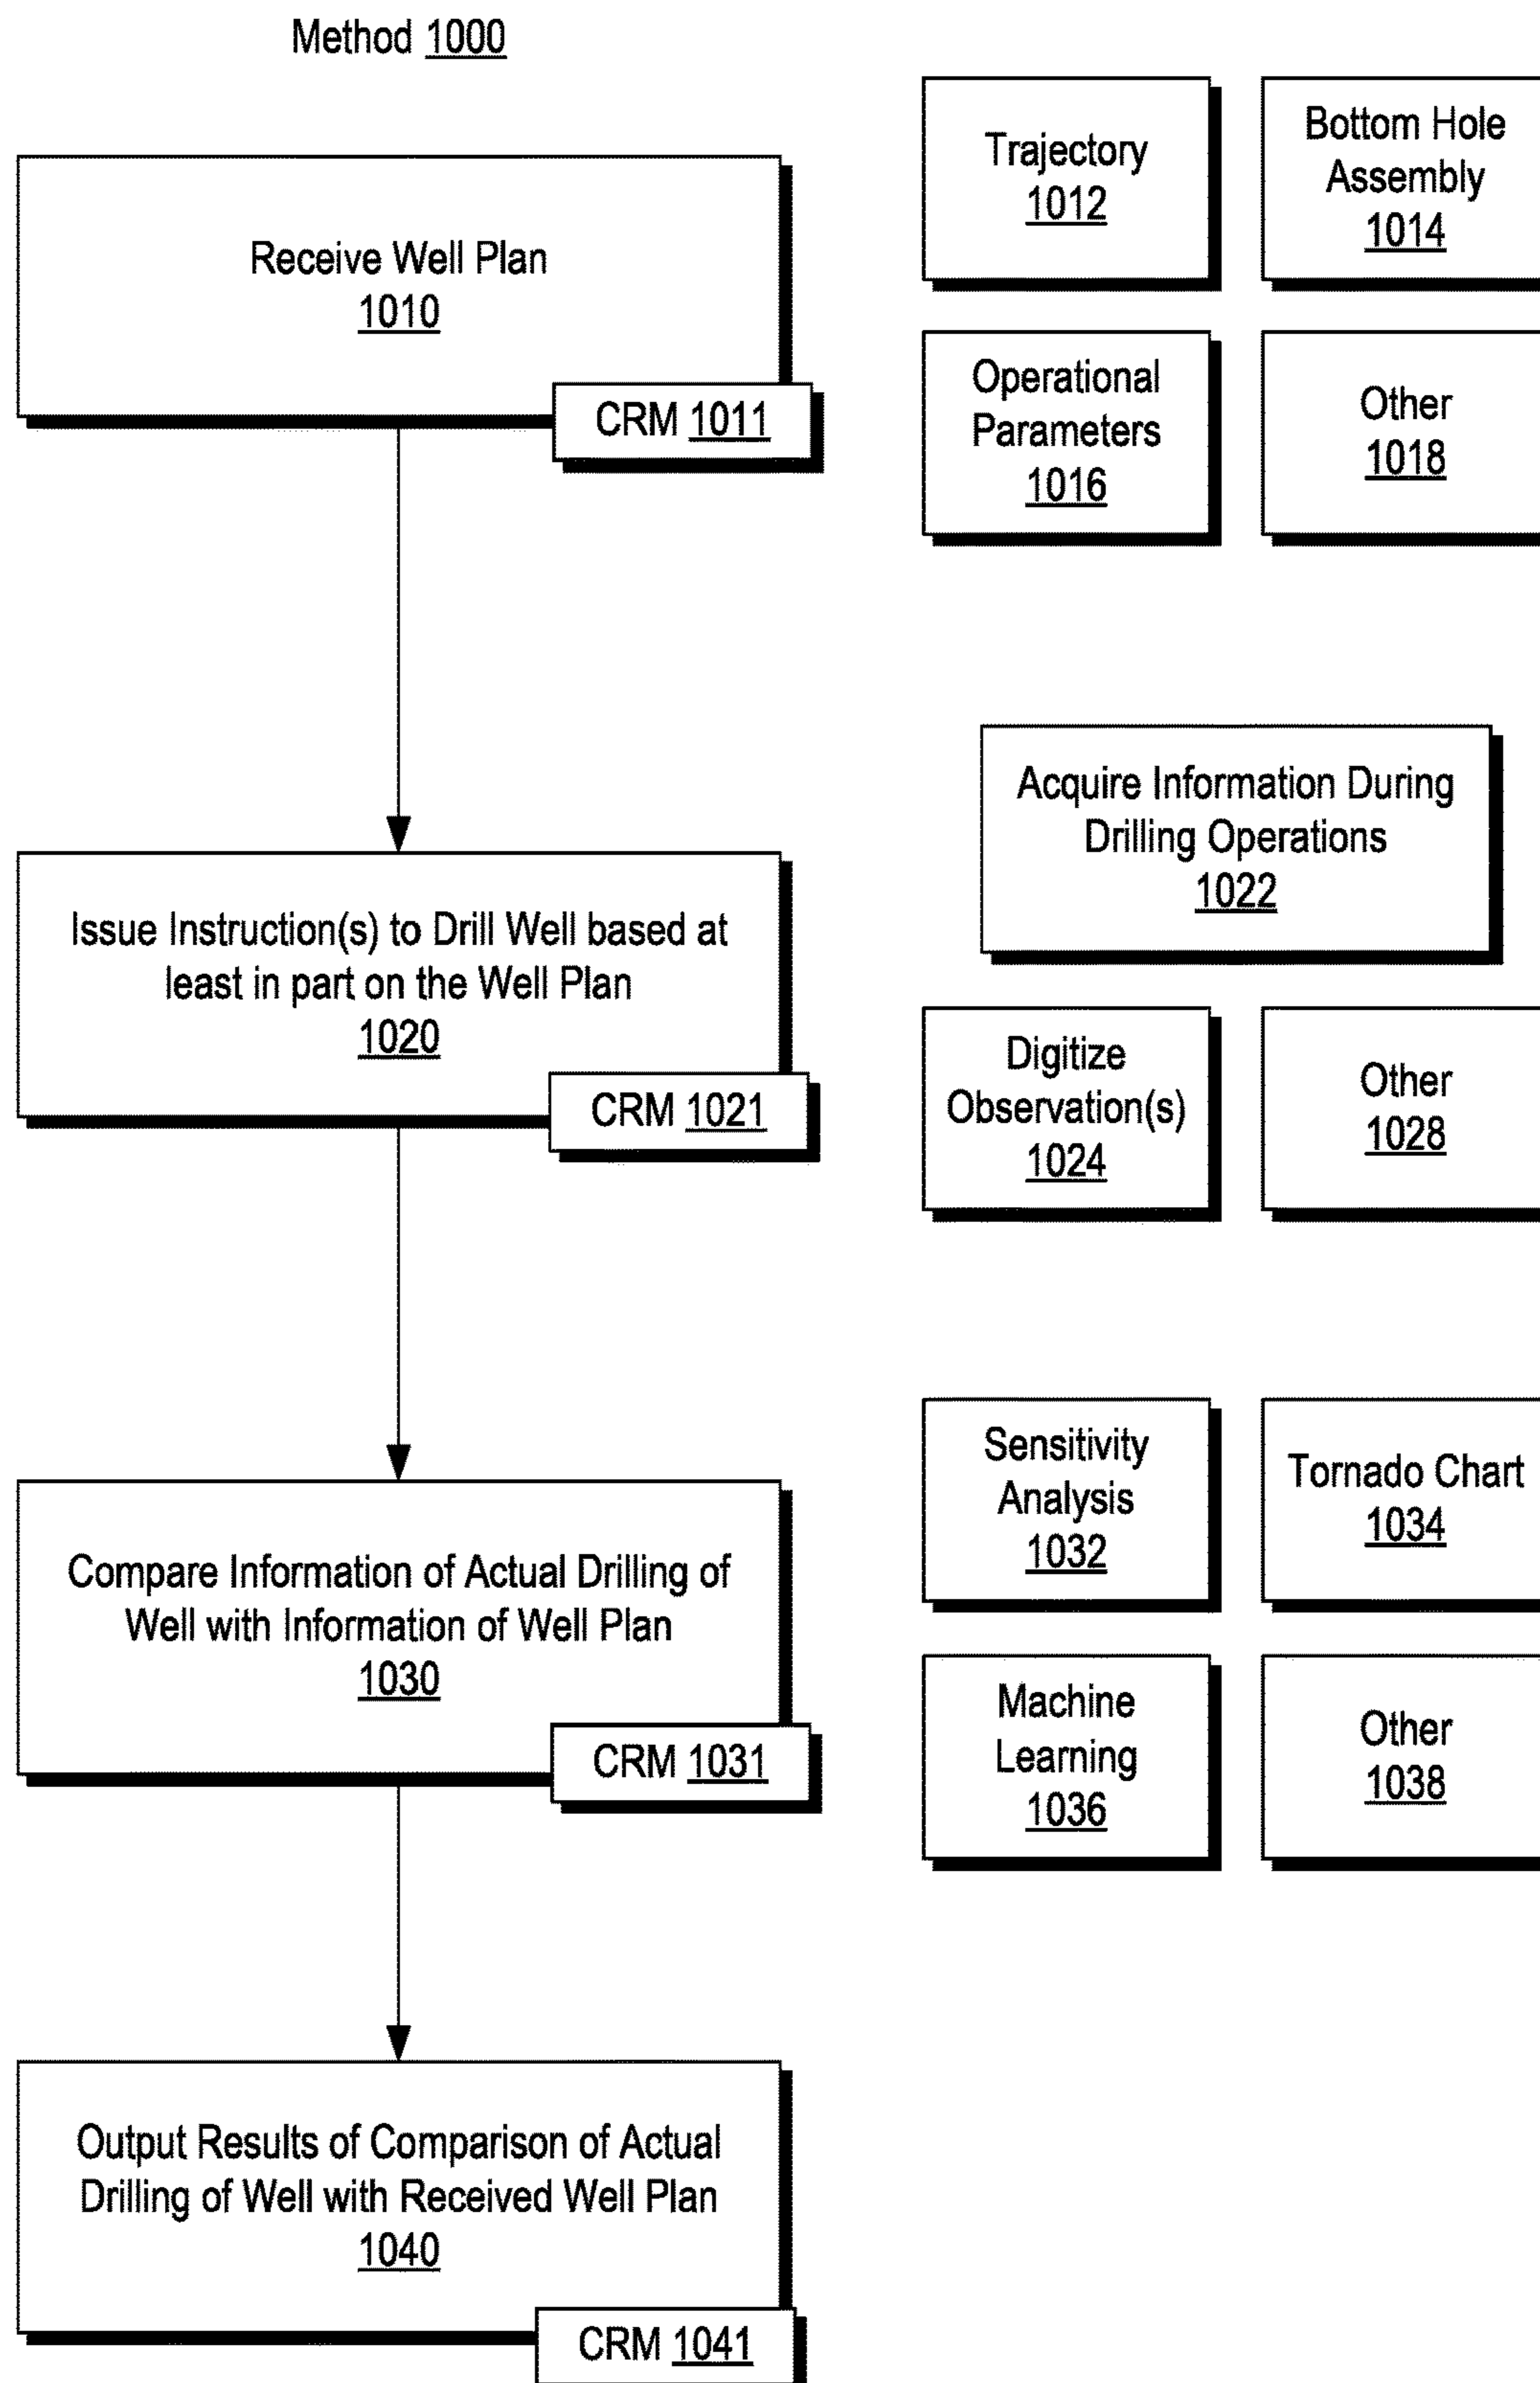 Method 1000
Receive Well Plan
1010
CRM 1011
Trajectory
1012
Bottom Hole
Assembly
1014
Operational
Parameters
1016
Other
1018
Issue Instruction(s) to Drill Well based at
least in part on the Well Plan
1020
CRM 1021
Acquire Information During
Drilling Operations
1022
Digitize
Observation(s)
1024
Other
1028
Compare Information of Actual Drilling of
Well with Information of Well Plan
1030
CRM 1031
Sensitivity
Analysis
1032
Tornado Chart
1034
Machine
Learning
1036
Other
1038
Output Results of Comparison of Actual
Drilling of Well with Received Well Plan
1040
CRM 1041